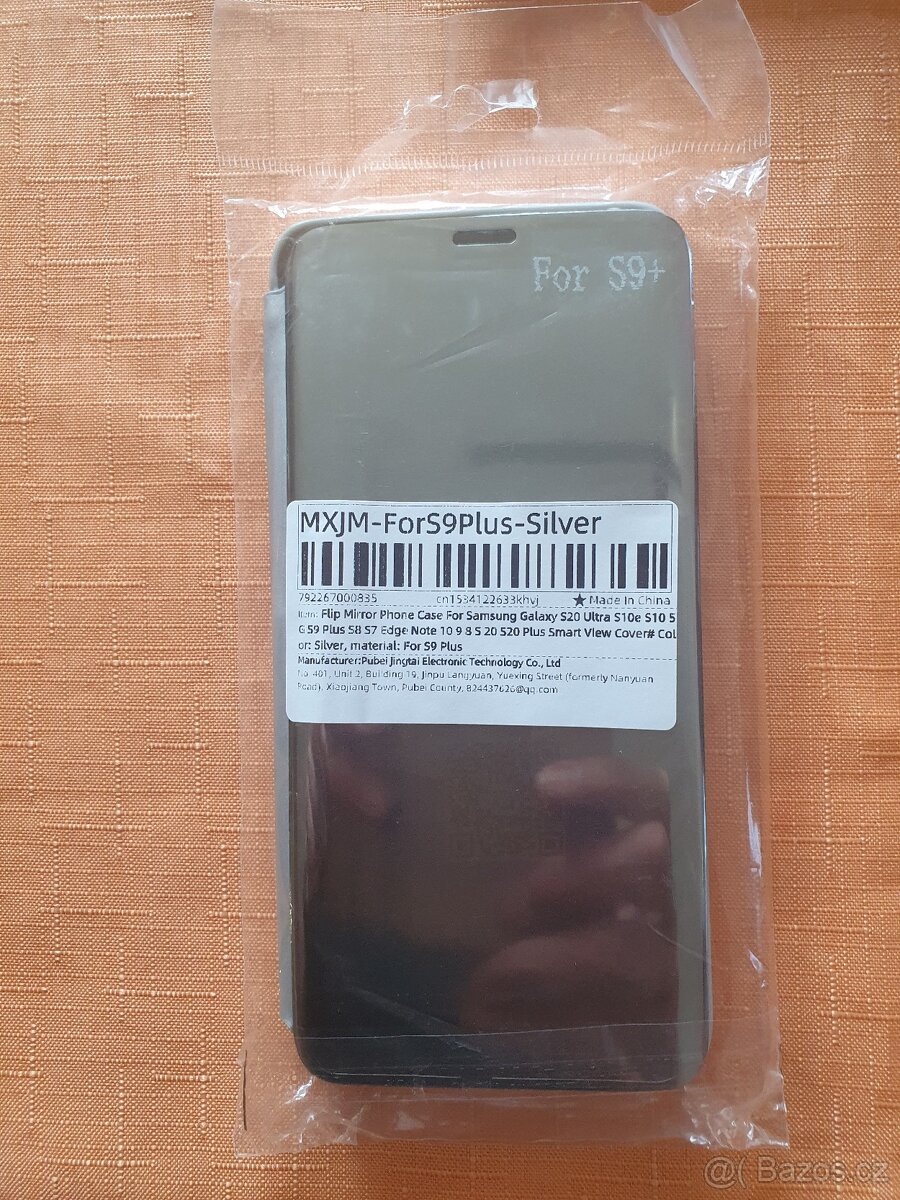 For S9+
MXJM-ForS9Plus-Silver
792267000835 cn1534122633khvj ★ Made In China
Item: Flip Mirror Phone Case For Samsung Galaxy S20 Ultra S10e S10 5
G S9 Plus S8 S7 Edge Note 10 9 8 S 20 S20 Plus Smart View Cover# Col
or: Silver, material: For S9 Plus
Manufacturer:Pubei Jingtai Electronic Technology Co., Ltd
No. 401, Unit 2, Building 19, Jinpu Langyuan, Yuexing Street (formerly Nanyuan
Road), Xiaojiang Town, Pubei County, 824437626@qq.com
@( Bazos.cz